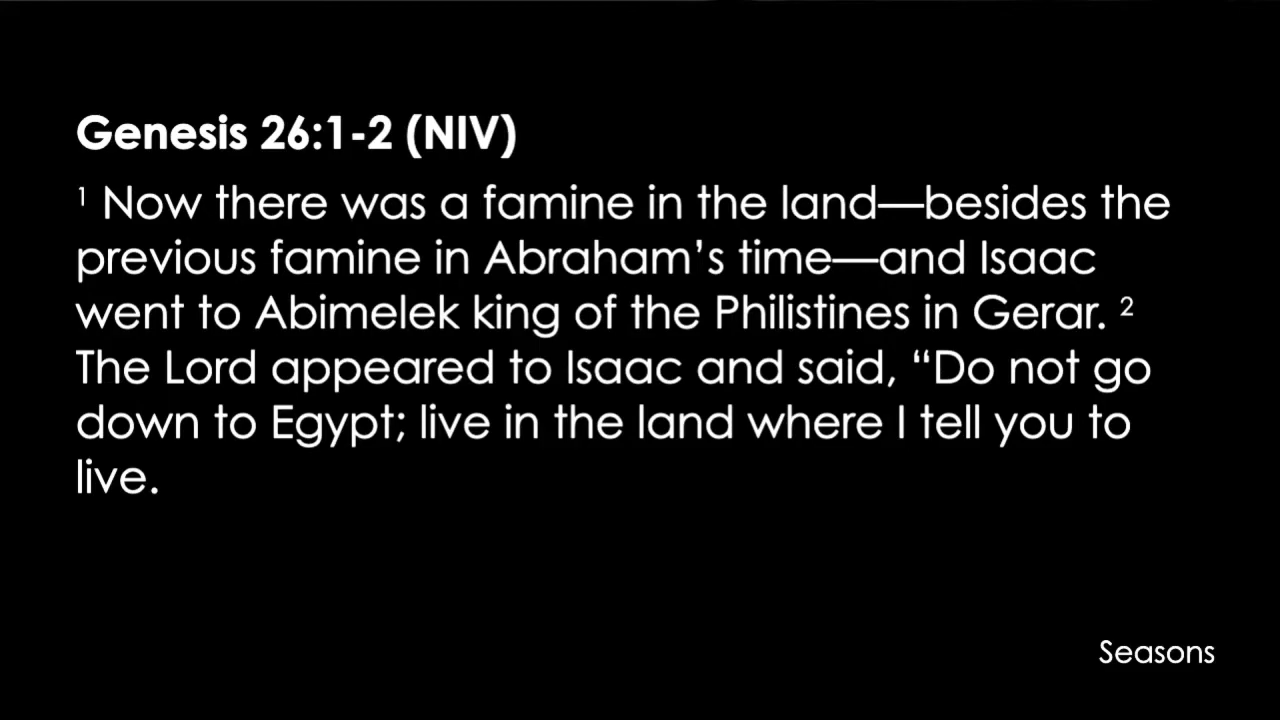 Genesis 26:1-2 (NIV)
¹ Now there was a famine in the land—besides the
previous famine in Abraham’s time—and Isaac
went to Abimelek king of the Philistines in Gerar. ²
The Lord appeared to Isaac and said, “Do not go
down to Egypt; live in the land where I tell you to
live.
Seasons